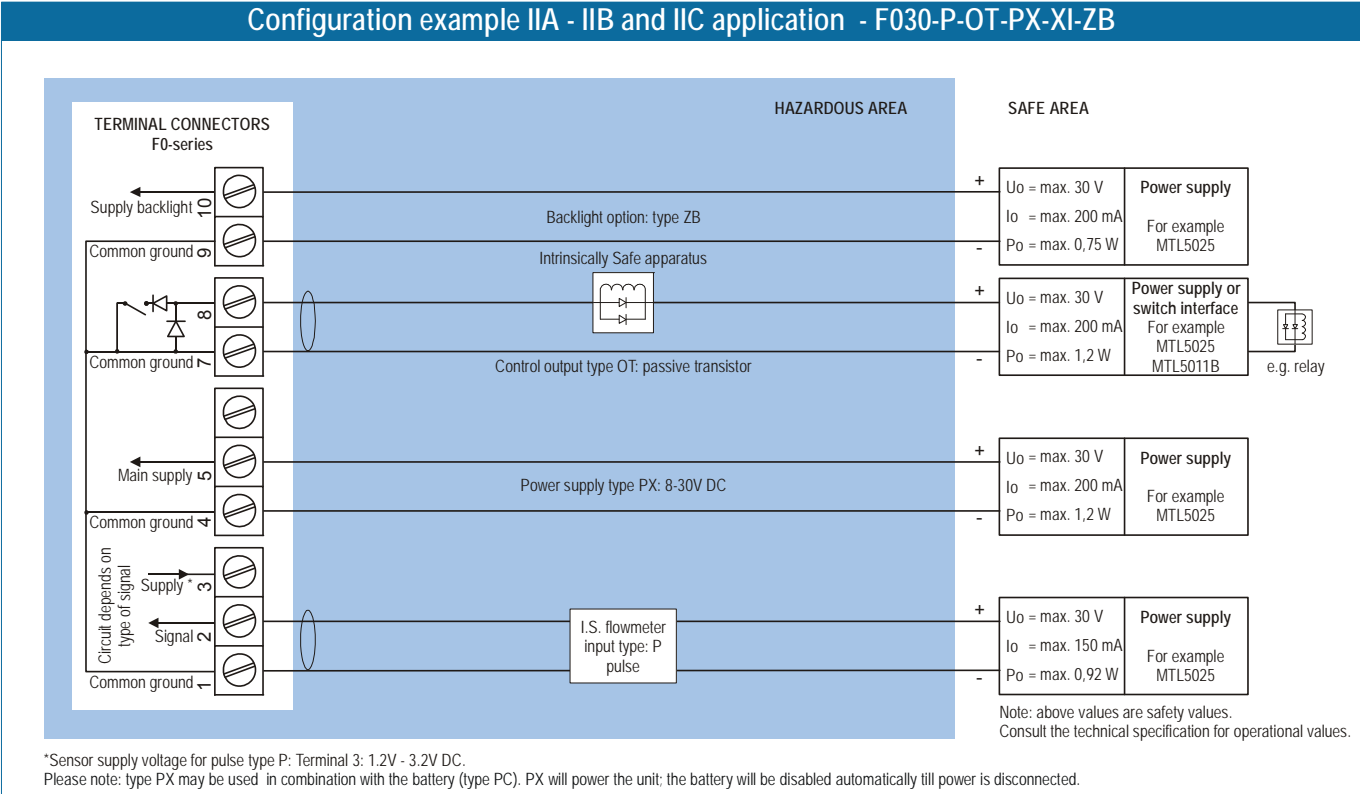 Configuration example IIA - IIB and IIC application - F030-P-OT-PX-XI-ZB
HAZARDOUS AREA
SAFE AREA
TERMINAL CONNECTORS
F0-series
Supply backlight
10
Common ground
9
Backlight option: type ZB
+
-
Uo = max. 30 V
Io = max. 200 mA
Po = max. 0,75 W
Power supply
For example
MTL5025
Intrinsically Safe apparatus
8
Common ground
7
Control output type OT: passive transistor
+
-
Uo = max. 30 V
Io = max. 200 mA
Po = max. 1,2 W
Power supply or
switch interface
For example
MTL5025
MTL5011B
e.g. relay
Main supply
5
Common ground
4
Power supply type PX: 8-30V DC
+
-
Uo = max. 30 V
Io = max. 200 mA
Po = max. 1,2 W
Power supply
For example
MTL5025
Circuit depends on
type of signal
Supply *
3
Signal
2
Common ground
1
I.S. flowmeter
input type: P
pulse
+
-
Uo = max. 30 V
Io = max. 150 mA
Po = max. 0,92 W
Power supply
For example
MTL5025
Note: above values are safety values.
Consult the technical specification for operational values.
*Sensor supply voltage for pulse type P: Terminal 3: 1.2V - 3.2V DC.
Please note: type PX may be used in combination with the battery (type PC). PX will power the unit; the battery will be disabled automatically till power is disconnected.